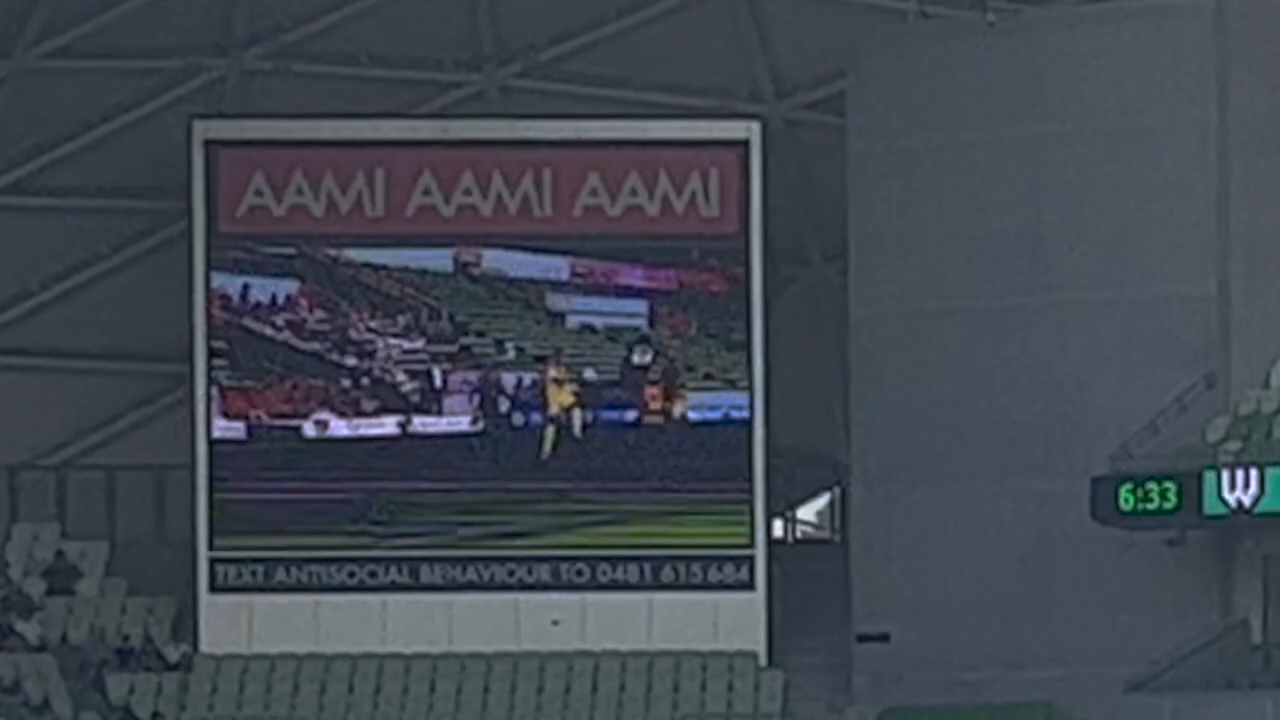 AAMI AAMI AAMI
TEXT ANTISOCIAL BEHAVIOUR TO 0481 615 684
6:33
W